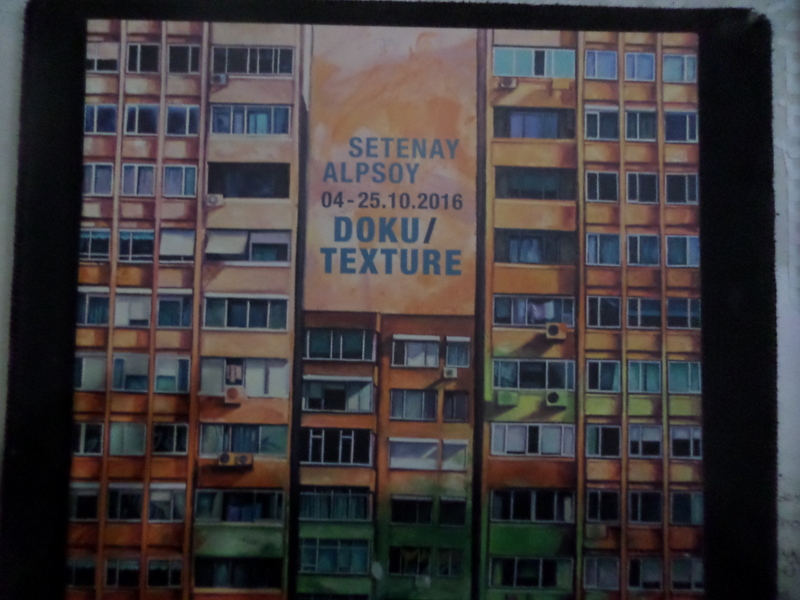 SETENAY
ALPSOY
04-25.10.2016
DOKU/
TEXTURE